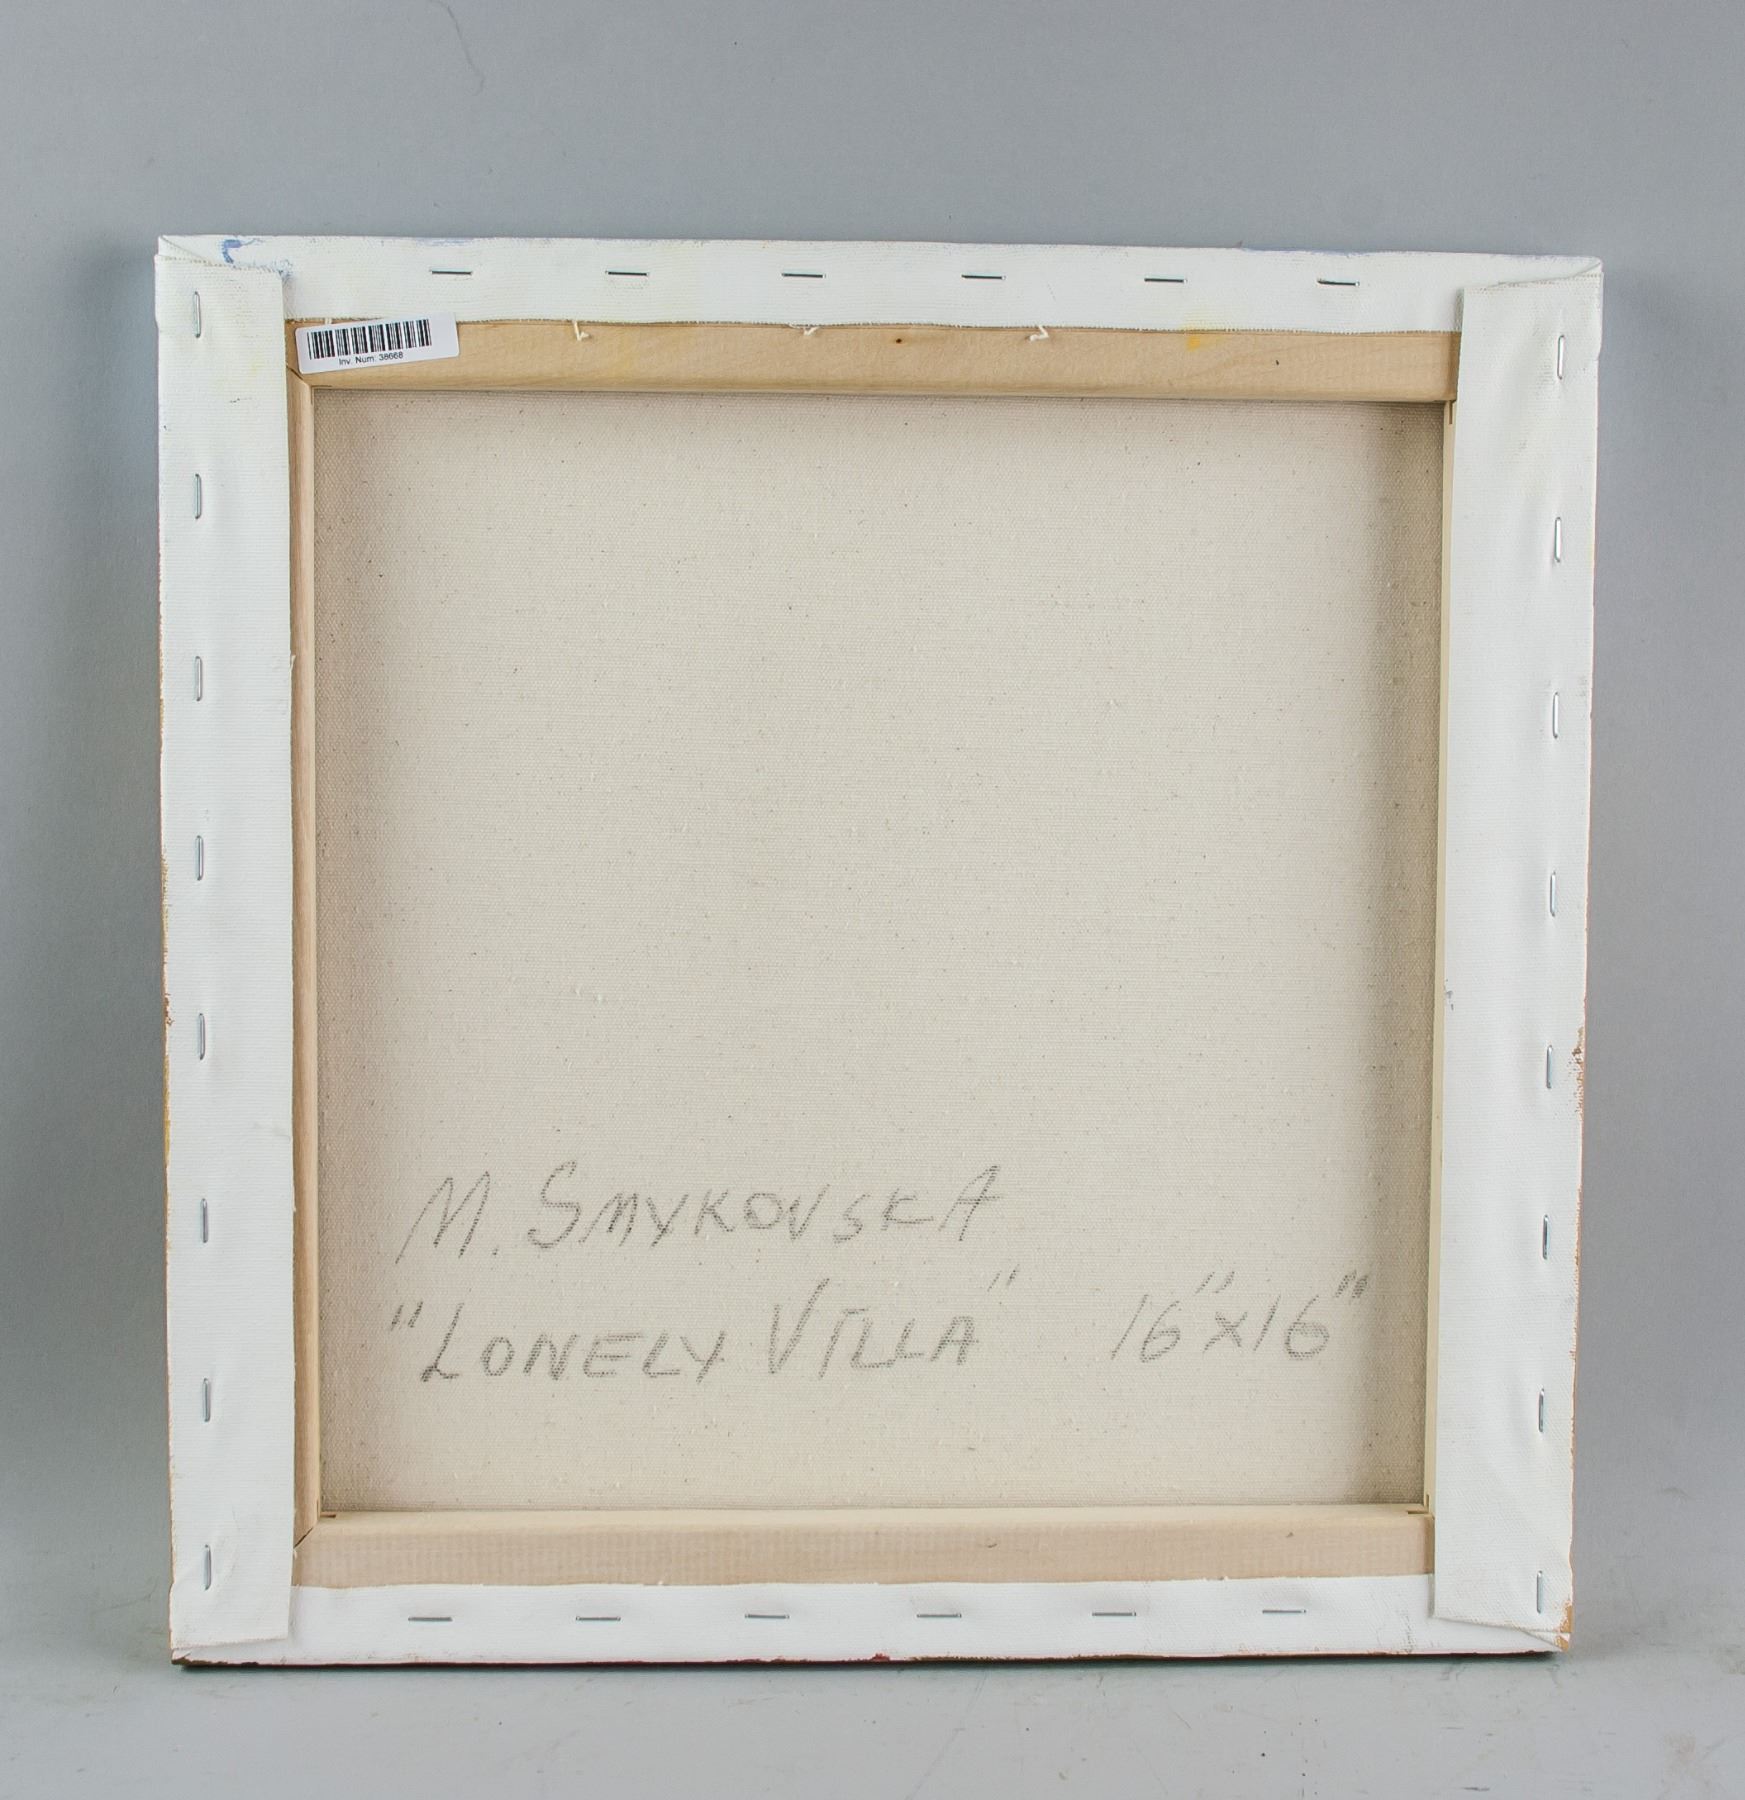 Inv. Num: 38668
M. SMYKOVSKA
"LONELY VILLA" 16"x16"